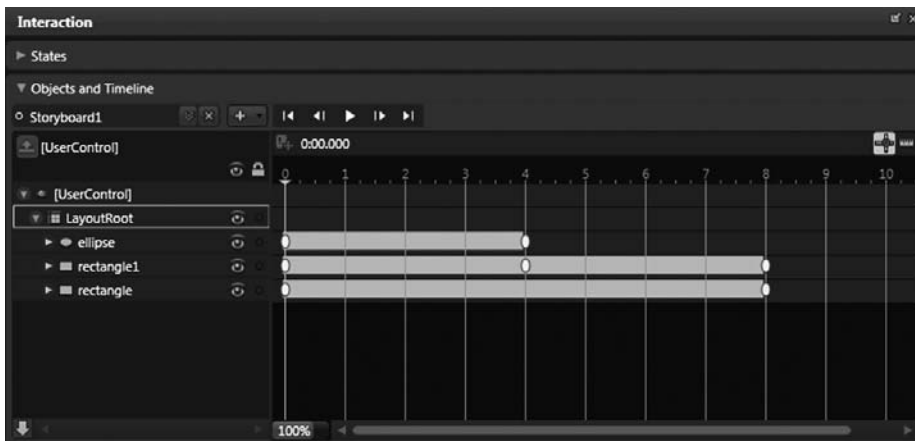 Interaction
States
Objects and Timeline
Storyboard1
[UserControl] 0:00.000
0 1 2 3 4 5 6 7 8 9 10
[UserControl]
LayoutRoot
ellipse
rectangle1
rectangle
100%